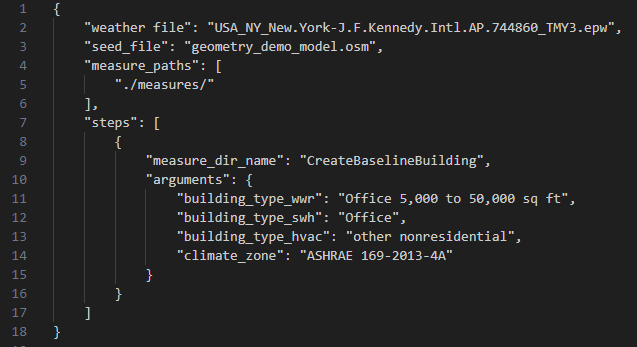 1 {
2 "weather file": "USA_NY_New.York-J.F.Kennedy.Intl.AP.744860_TMY3.epw",
3 "seed_file": "geometry_demo_model.osm",
4 "measure_paths": [
5 "./measures/"
6 ],
7 "steps": [
8 {
9 "measure_dir_name": "CreateBaselineBuilding",
10 "arguments": {
11 "building_type_wwr": "Office 5,000 to 50,000 sq ft",
12 "building_type_swh": "Office",
13 "building_type_hvac": "other nonresidential",
14 "climate_zone": "ASHRAE 169-2013-4A"
15 }
16 }
17 ]
18 }